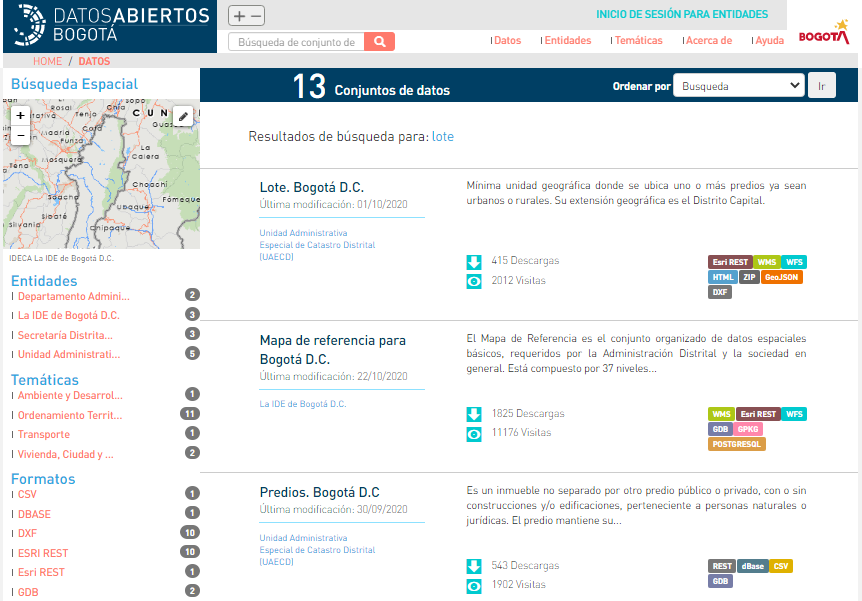 DATOSABIERTOS
BOGOTÁ
+ −
INICIO DE SESIÓN PARA ENTIDADES
Búsqueda de conjunto de
Datos
Entidades
Temáticas
Acerca de
Ayuda
BOGOTÁ
HOME / DATOS
Búsqueda Espacial
13 Conjuntos de datos
Ordenar por
Busqueda
Ir
Resultados de búsqueda para: lote
+
−
Rosal
Tenjo
Chia
Sopo
CUN
Cota
Madrid
Funza
La
Calera
Mosquera
Tena
Choachi
Soacha
Fómeque
Ubaque
Sibaté
Silvania
Chipaque
IDECA La IDE de Bogotá D.C.
Entidades
Departamento Admini... 2
La IDE de Bogotá D.C. 3
Secretaría Distrita... 3
Unidad Administrati... 5
Temáticas
Ambiente y Desarrol... 1
Ordenamiento Territ... 11
Transporte 1
Vivienda, Ciudad y ... 2
Formatos
CSV 1
DBASE 1
DXF 10
ESRI REST 10
Esri REST 1
GDB 2
Lote. Bogotá D.C.
Última modificación: 01/10/2020
Unidad Administrativa
Especial de Catastro Distrital
(UAECD)
Mínima unidad geográfica donde se ubica uno o más predios ya sean
urbanos o rurales. Su extensión geográfica es el Distrito Capital.
415 Descargas
2012 Visitas
Esri REST WMS WFS
HTML ZIP GeoJSON
DXF
Mapa de referencia para
Bogotá D.C.
Última modificación: 22/10/2020
La IDE de Bogotá D.C.
El Mapa de Referencia es el conjunto organizado de datos espaciales
básicos, requeridos por la Administración Distrital y la sociedad en
general. Está compuesto por 37 niveles...
1825 Descargas
11176 Visitas
WMS Esri REST WFS
GDB GPKG
POSTGRESQL
Predios. Bogotá D.C
Última modificación: 30/09/2020
Unidad Administrativa
Especial de Catastro Distrital
(UAECD)
Es un inmueble no separado por otro predio público o privado, con o sin
construcciones y/o edificaciones, perteneciente a personas naturales o
jurídicas. El predio mantiene su...
543 Descargas
1902 Visitas
REST dBase CSV
GDB